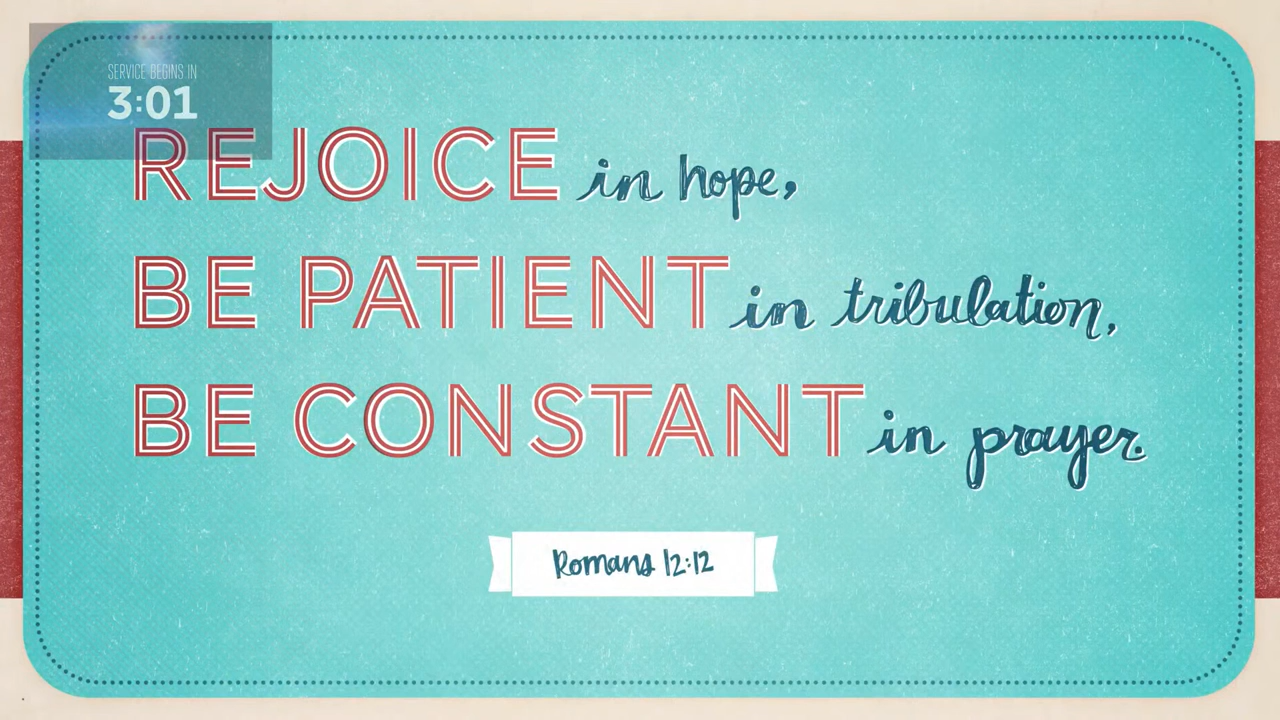 SERVICE BEGINS IN
3:01
REJOICE in hope,
BE PATIENT in tribulation,
BE CONSTANT in prayer.
Romans 12:12